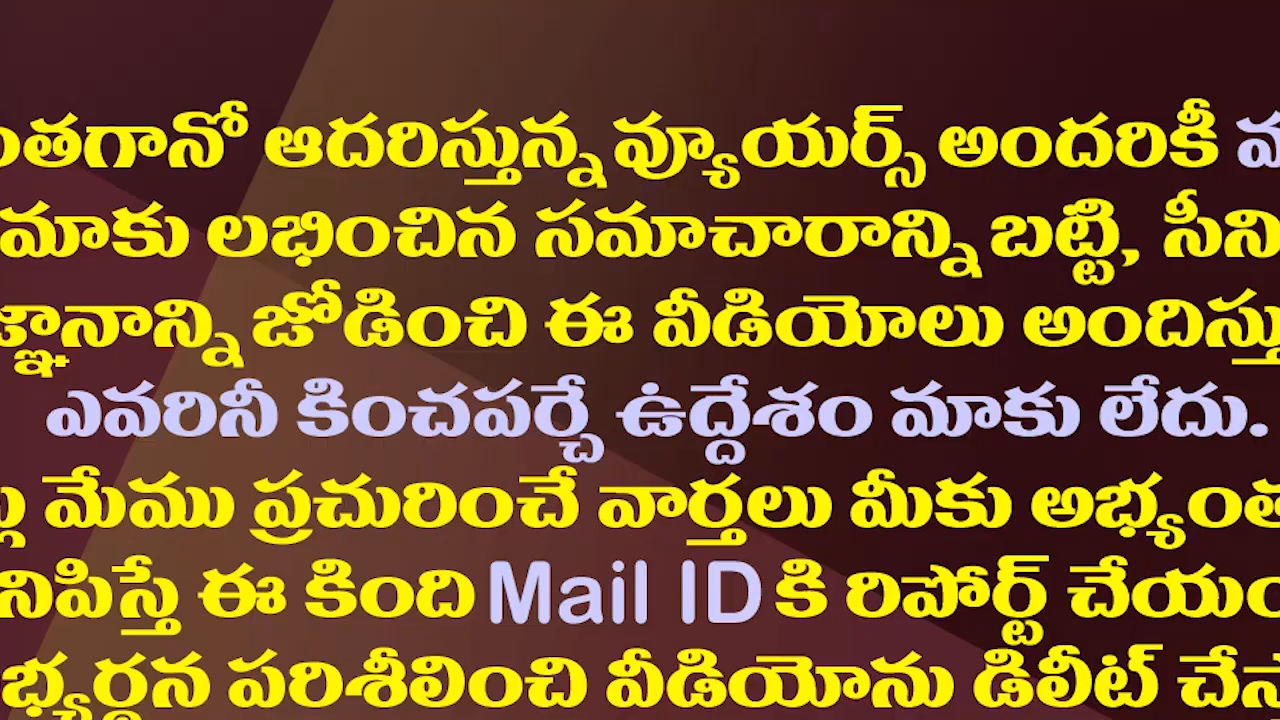 ంతగానో ఆదరిస్తున్న వ్యూయర్స్ అందరికీ
మాకు లభించిన సమాచారాన్ని బట్టి, సీని
జ్ఞానాన్ని జోడించి ఈ వీడియోలు అందిస్తు
ఎవరినీ కించపర్చే ఉద్దేశం మాకు లేదు.
మేము ప్రచురించే వార్తలు మీకు అభ్యంత
నిపిస్తే ఈ కింది Mail ID కి రిపోర్ట్ చేయం
భ్యర్థన పరిశీలించి వీడియోను డిలీట్ చేస